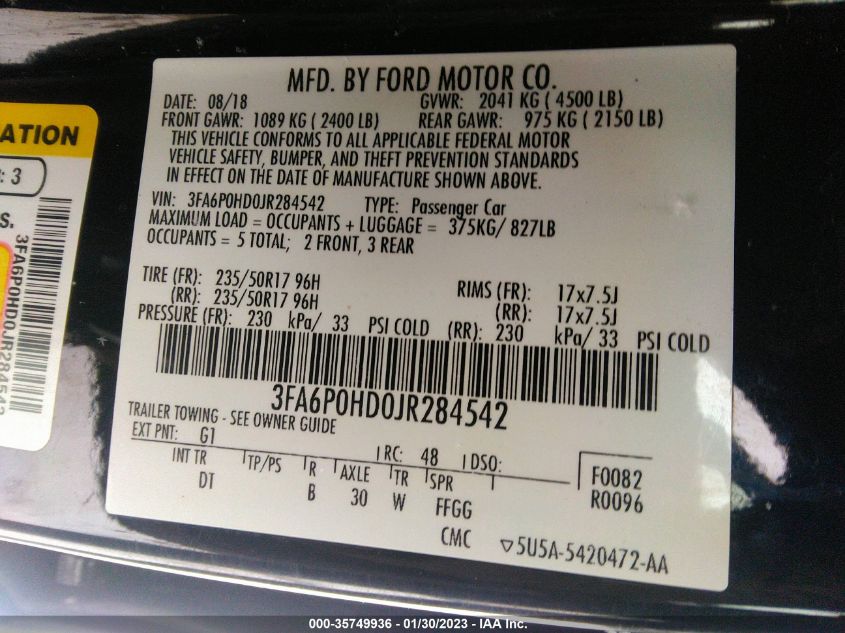 MFD. BY FORD MOTOR CO.
DATE: 08/18 GVWR: 2041 KG ( 4500 LB)
FRONT GAWR: 1089 KG ( 2400 LB) REAR GAWR: 975 KG ( 2150 LB)
THIS VEHICLE CONFORMS TO ALL APPLICABLE FEDERAL MOTOR
VEHICLE SAFETY, BUMPER, AND THEFT PREVENTION STANDARDS
IN EFFECT ON THE DATE OF MANUFACTURE SHOWN ABOVE.
VIN: 3FA6P0HD0JR284542 TYPE: Passenger Car
MAXIMUM LOAD = OCCUPANTS + LUGGAGE = 375KG/ 827LB
OCCUPANTS = 5 TOTAL; 2 FRONT, 3 REAR
TIRE (FR): 235/50R17 96H RIMS (FR): 17x7.5J
(RR): 235/50R17 96H (RR): 17x7.5J
PRESSURE (FR): 230 kPa/ 33 PSI COLD (RR): 230 kPa/ 33 PSI COLD
3FA6P0HD0JR284542
TRAILER TOWING - SEE OWNER GUIDE
EXT PNT: G1 RC: 48 DSO:
INT TR TP/PS R AXLE TR SPR F0082
DT B 30 W FFGG R0096
CMC ▽5U5A-5420472-AA
ATION
: 3
S.
3FA6P0HD0JR284542
000-35749936 - 01/30/2023 - IAA Inc.